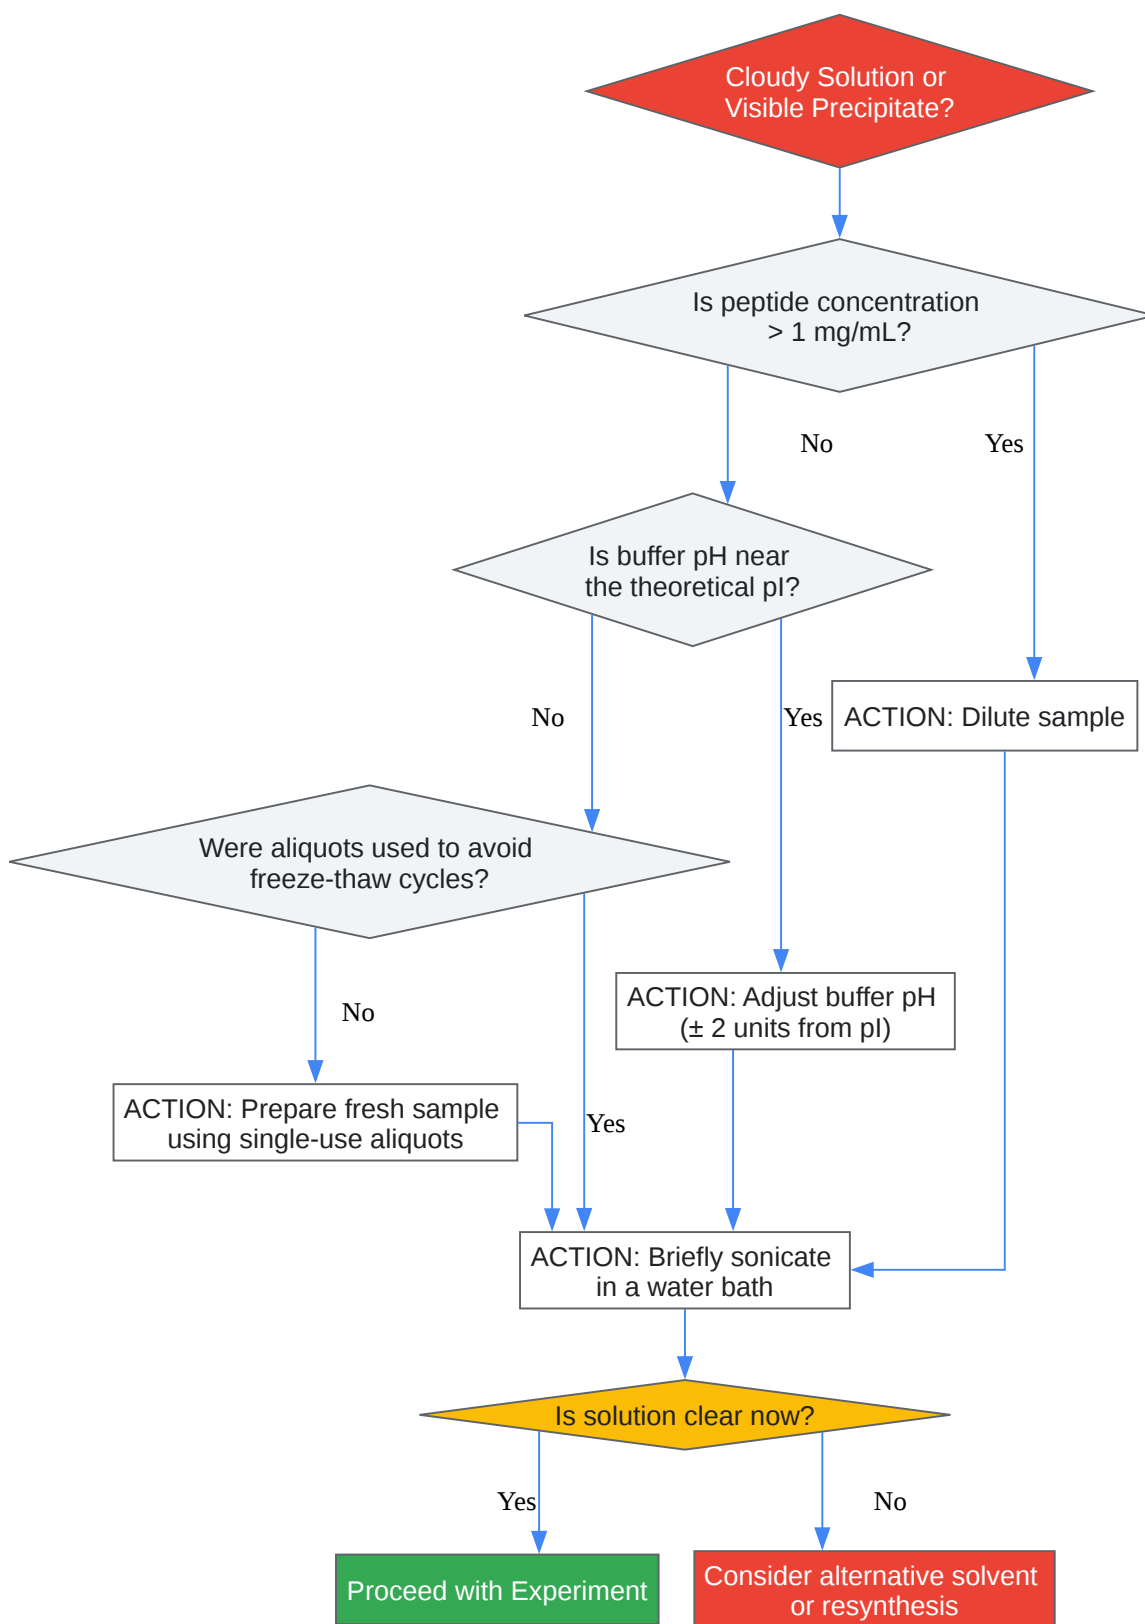 Cloudy Solution or
Visible Precipitate?
Is peptide concentration
> 1 mg/mL?
No
Yes
Is buffer pH near
the theoretical pI?
No
Yes
ACTION: Dilute sample
Were aliquots used to avoid
freeze-thaw cycles?
No
ACTION: Adjust buffer pH
(± 2 units from pI)
ACTION: Prepare fresh sample
using single-use aliquots
Yes
ACTION: Briefly sonicate
in a water bath
Is solution clear now?
Yes
No
Proceed with Experiment
Consider alternative solvent
or resynthesis